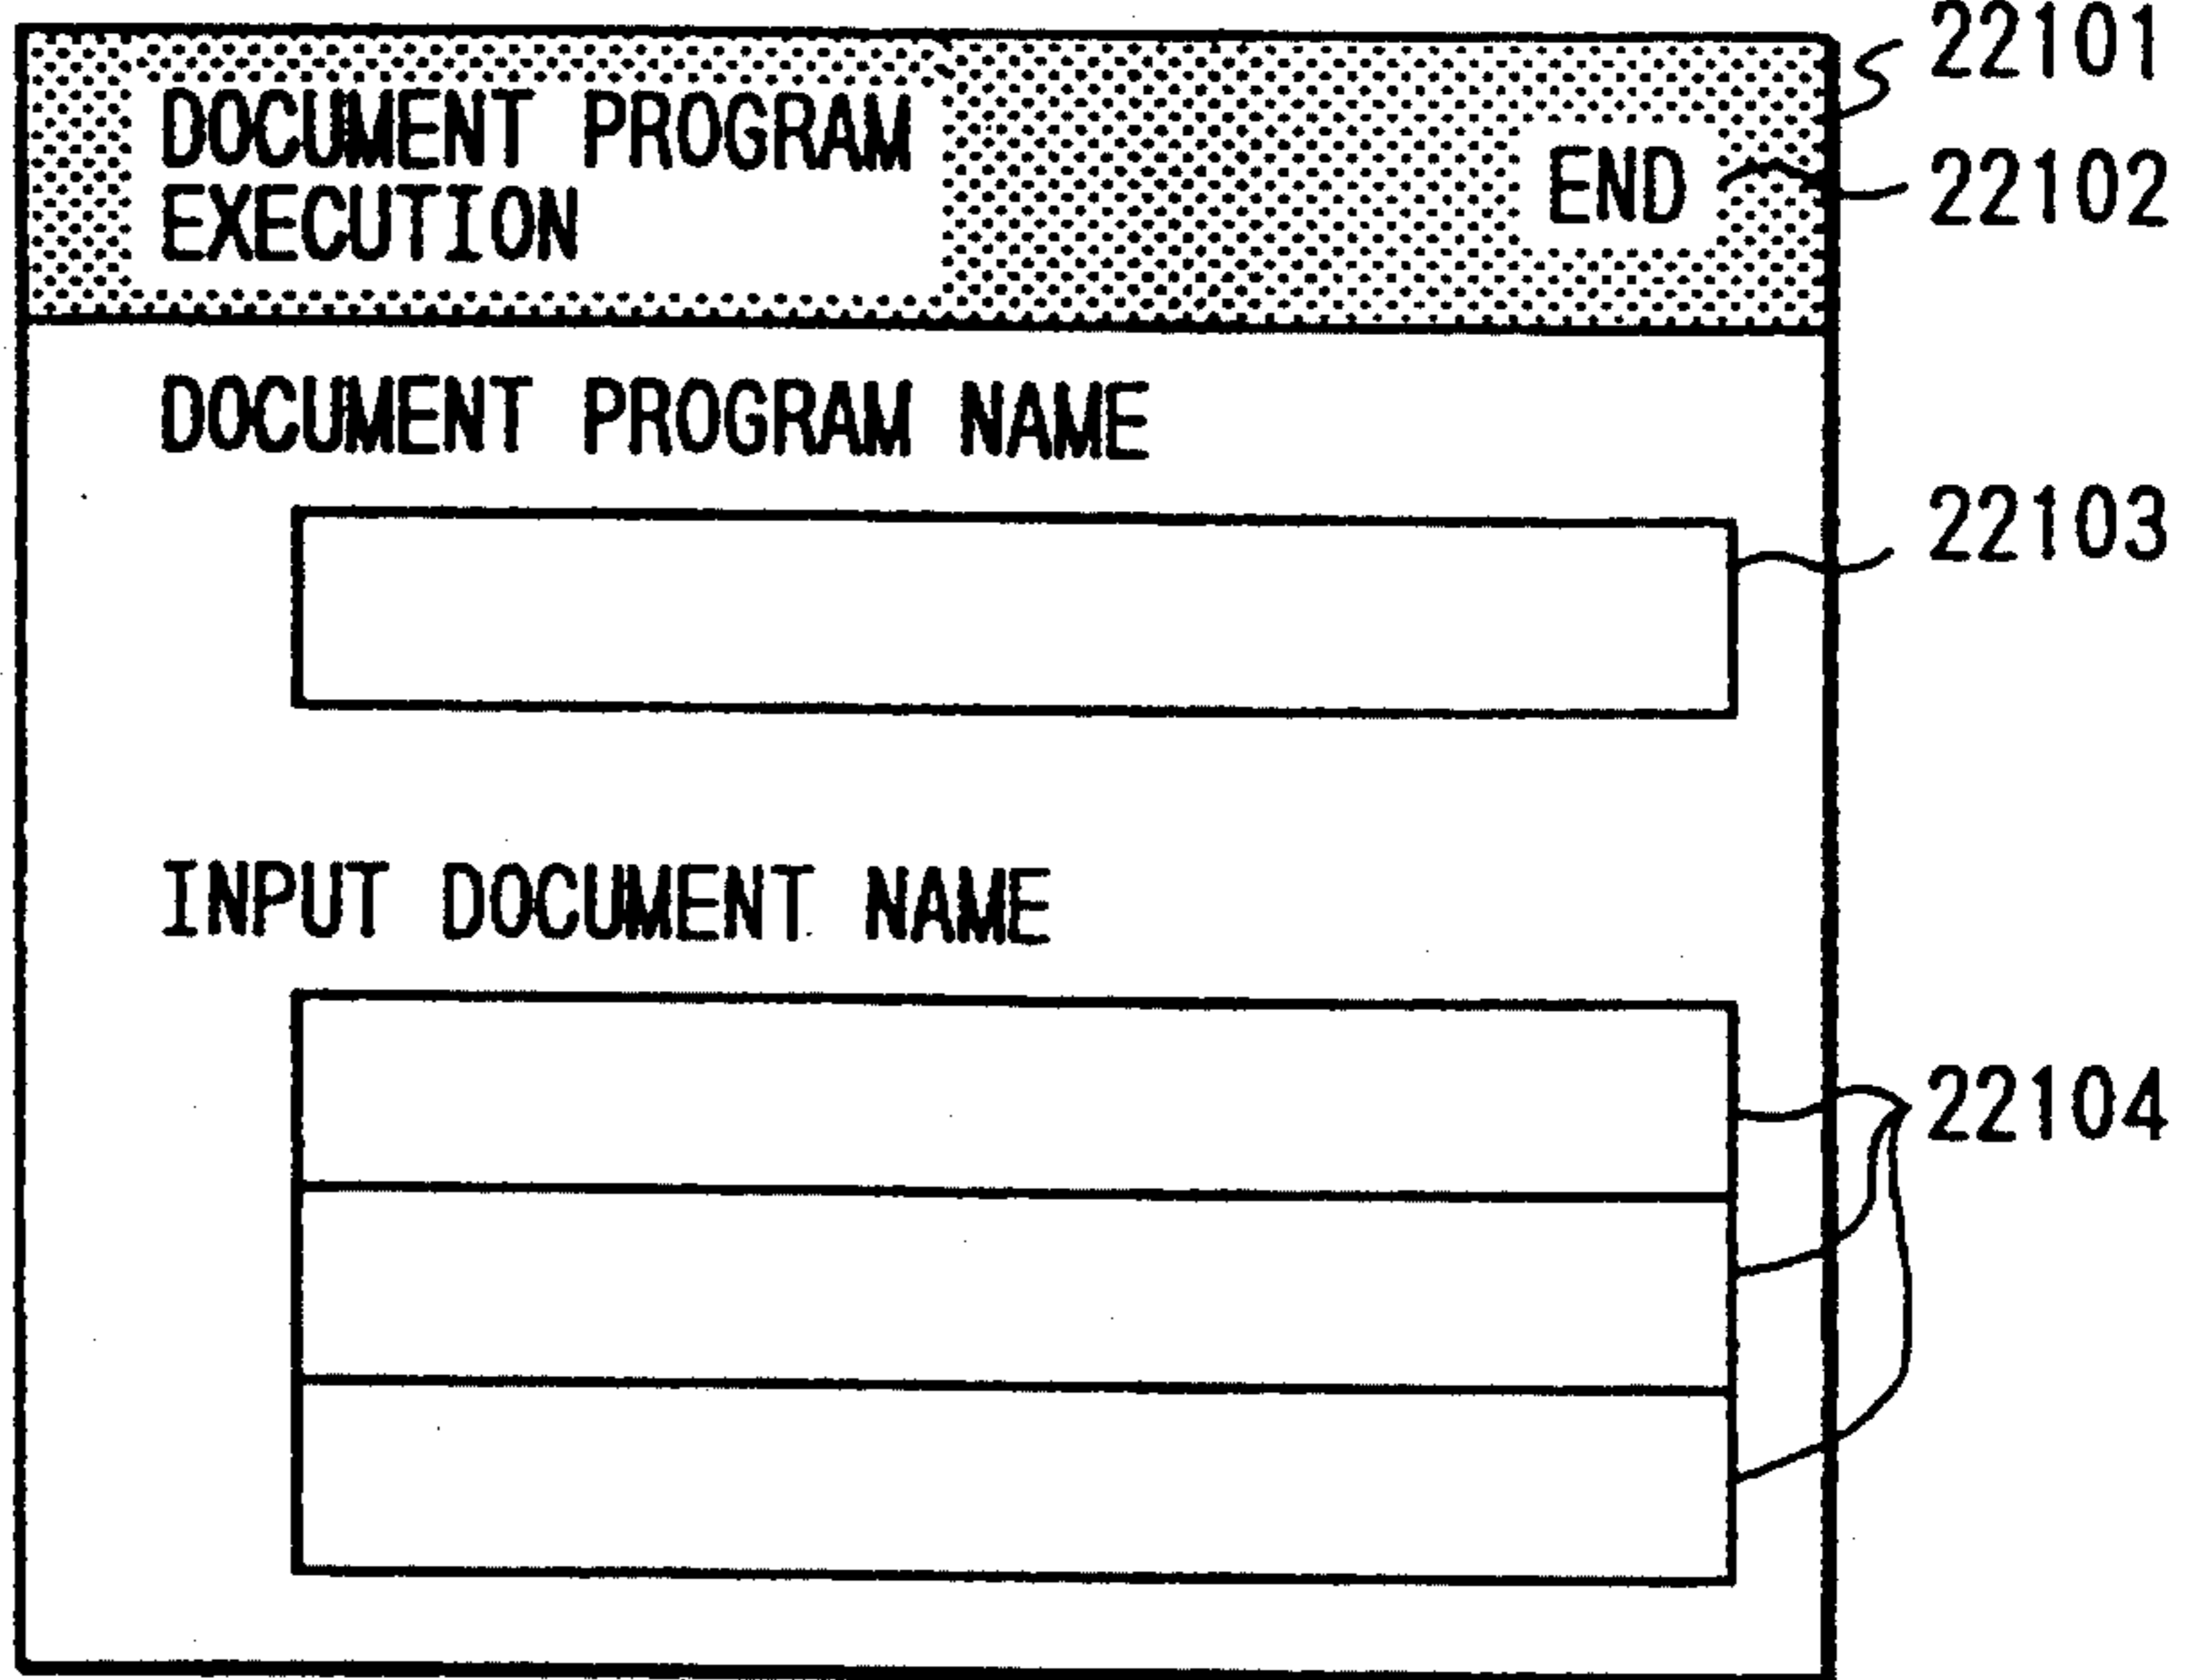 22101
DOCUMENT PROGRAM
EXECUTION
END
22102
DOCUMENT PROGRAM NAME
22103
INPUT DOCUMENT NAME
22104